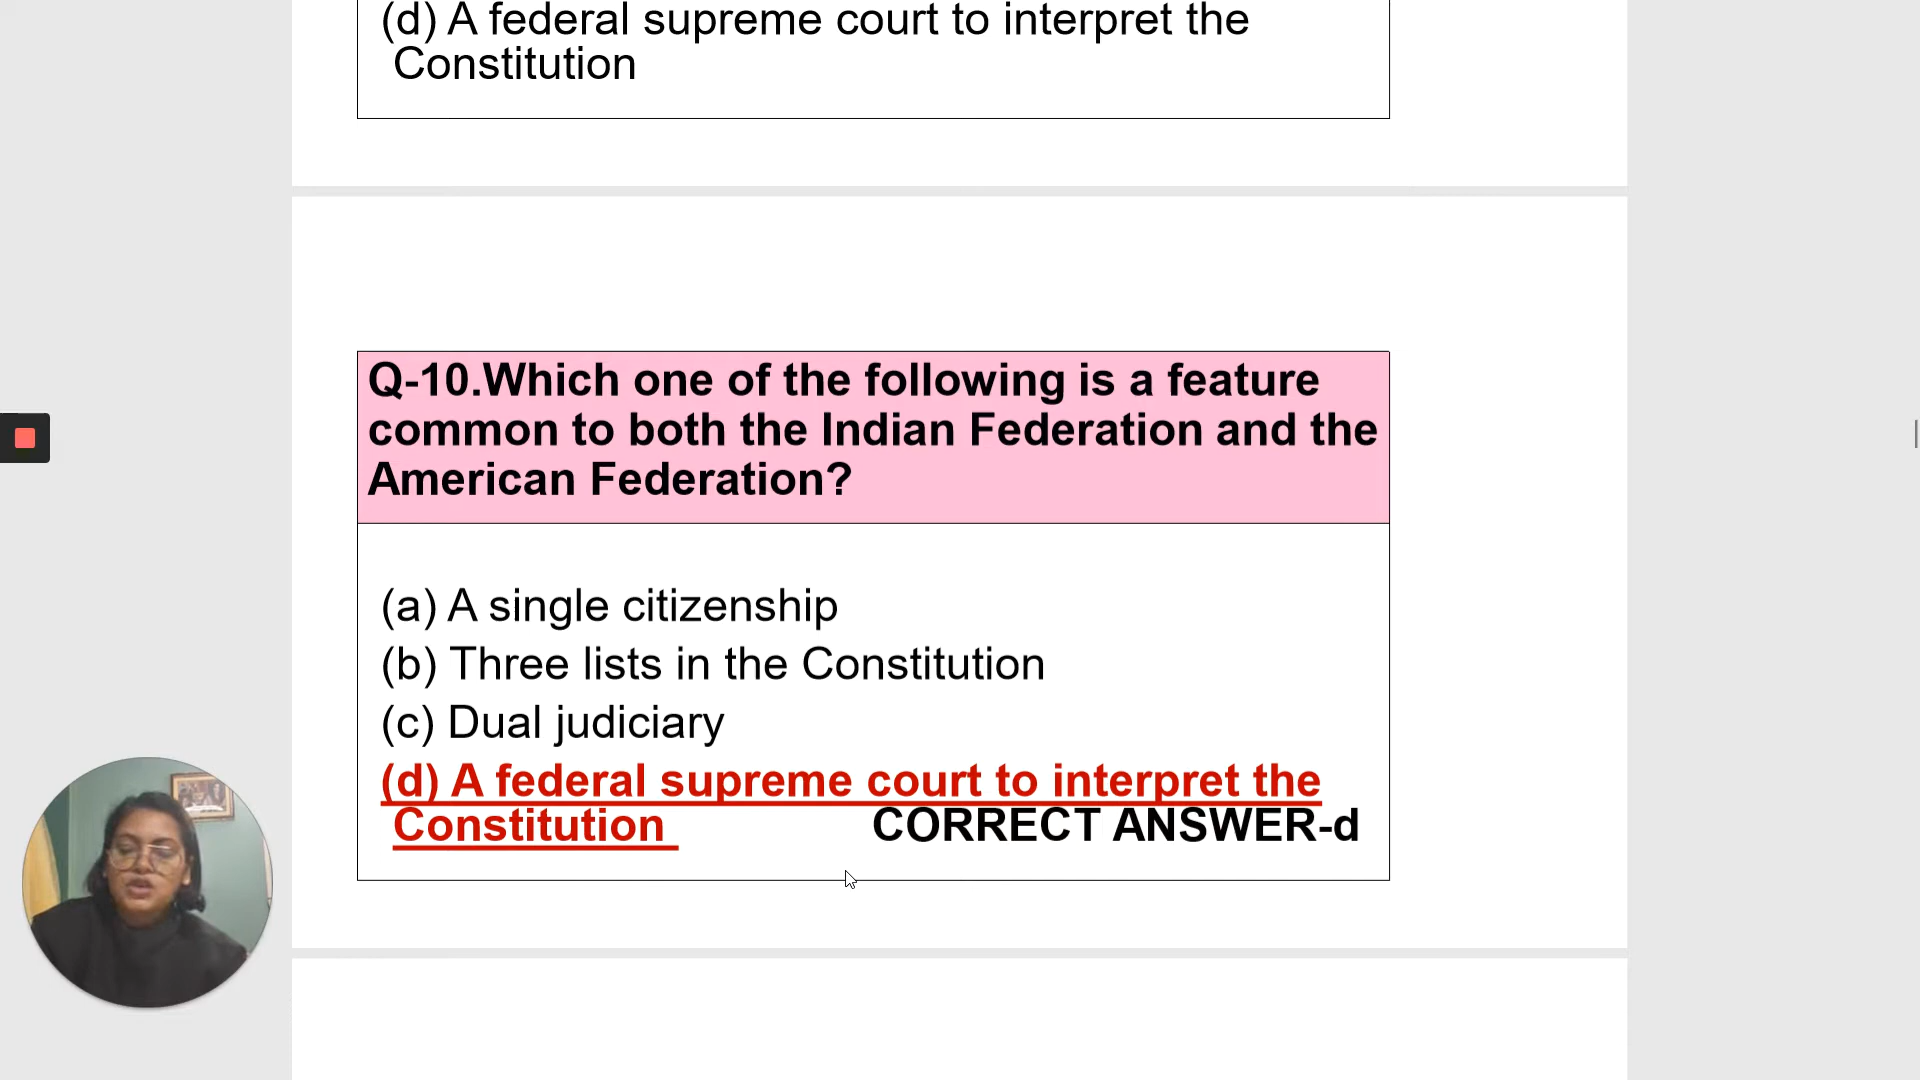 (d) A federal supreme court to interpret the
Constitution
Q-10.Which one of the following is a feature
common to both the Indian Federation and the
American Federation?
(a) A single citizenship
(b) Three lists in the Constitution
(c) Dual judiciary
(d) A federal supreme court to interpret the
Constitution CORRECT ANSWER-d